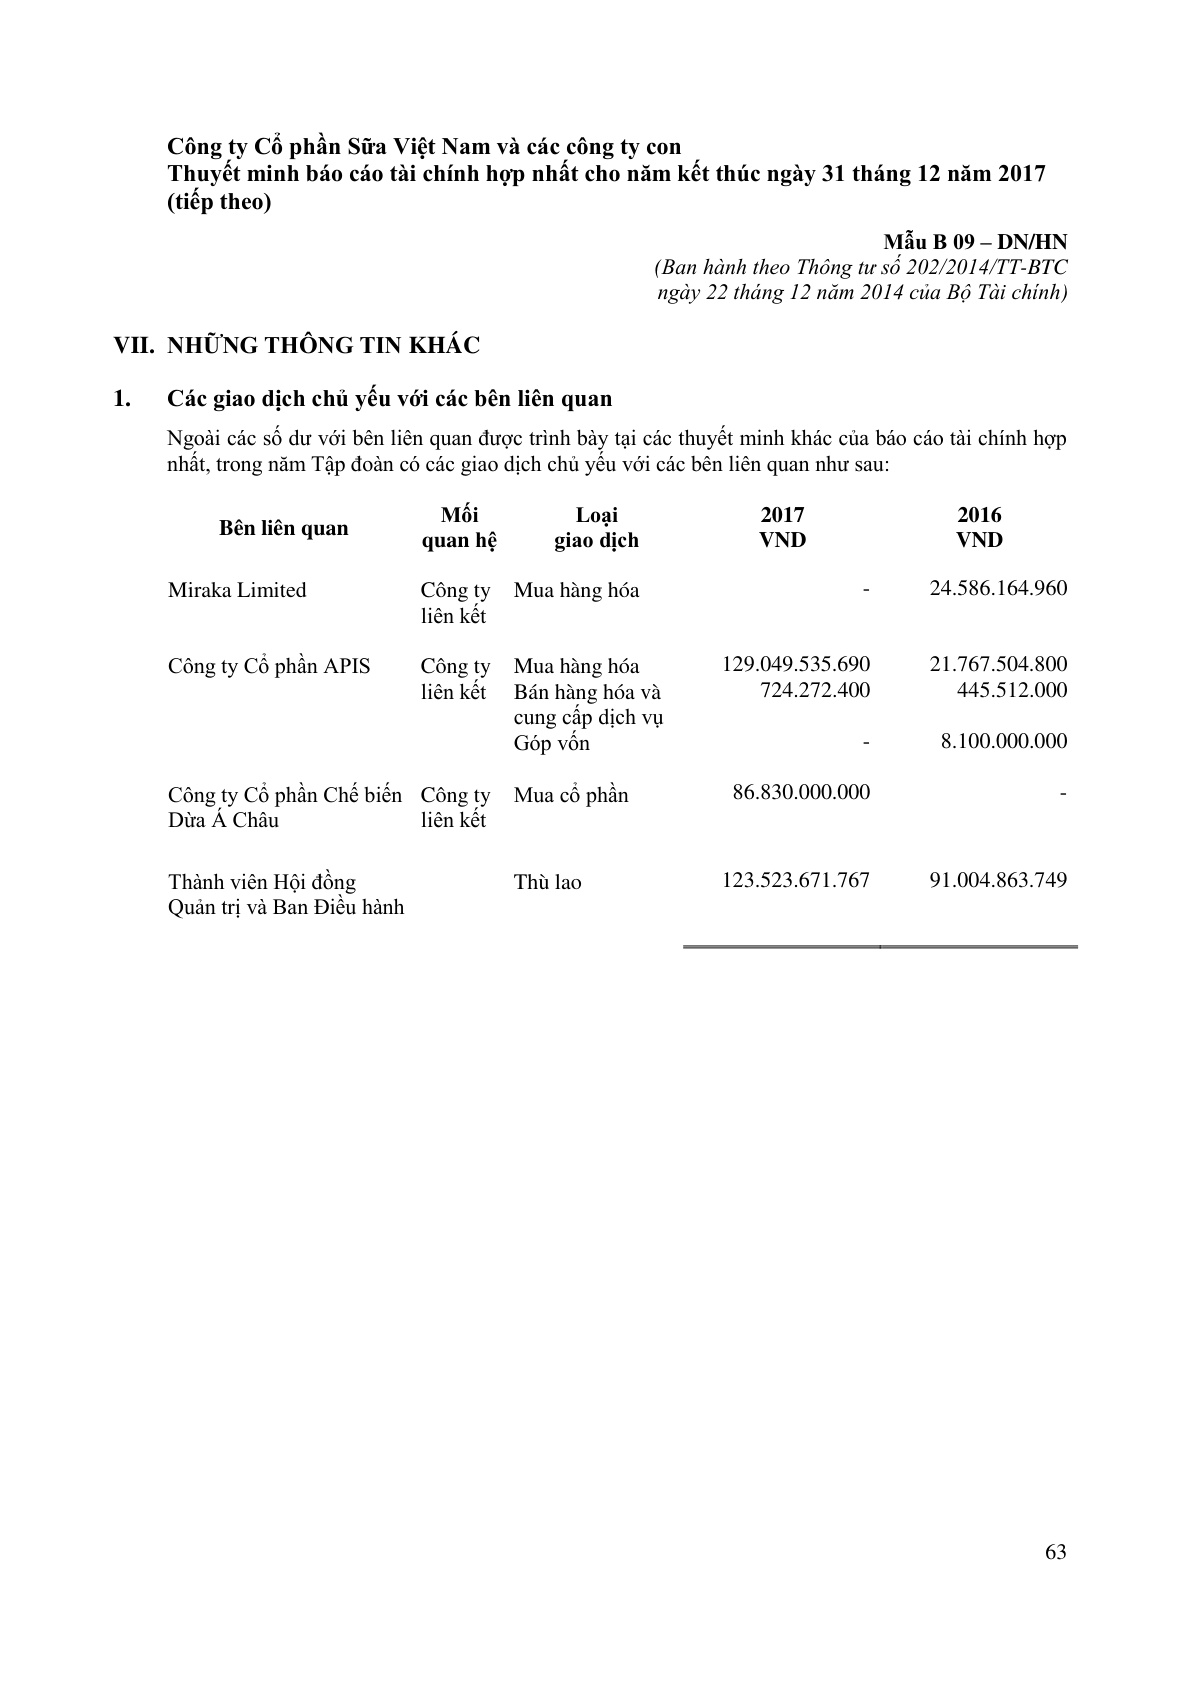 Công ty Cổ phần Sữa Việt Nam và các công ty con
Thuyết minh báo cáo tài chính hợp nhất cho năm kết thúc ngày 31 tháng 12 năm 2017
(tiếp theo)
Mẫu B 09 – DN/HN
(Ban hành theo Thông tư số 202/2014/TT-BTC
ngày 22 tháng 12 năm 2014 của Bộ Tài chính)
VII. NHỮNG THÔNG TIN KHÁC
1. Các giao dịch chủ yếu với các bên liên quan
Ngoài các số dư với bên liên quan được trình bày tại các thuyết minh khác của báo cáo tài chính hợp
nhất, trong năm Tập đoàn có các giao dịch chủ yếu với các bên liên quan như sau:
Bên liên quan Mối Loại 2017 2016
quan hệ giao dịch VND VND
Miraka Limited Công ty Mua hàng hóa - 24.586.164.960
liên kết
Công ty Cổ phần APIS Công ty Mua hàng hóa 129.049.535.690 21.767.504.800
liên kết Bán hàng hóa và 724.272.400 445.512.000
cung cấp dịch vụ
Góp vốn - 8.100.000.000
Công ty Cổ phần Chế biến Công ty Mua cổ phần 86.830.000.000 -
Dừa Á Châu liên kết
Thành viên Hội đồng Thù lao 123.523.671.767 91.004.863.749
Quản trị và Ban Điều hành
63